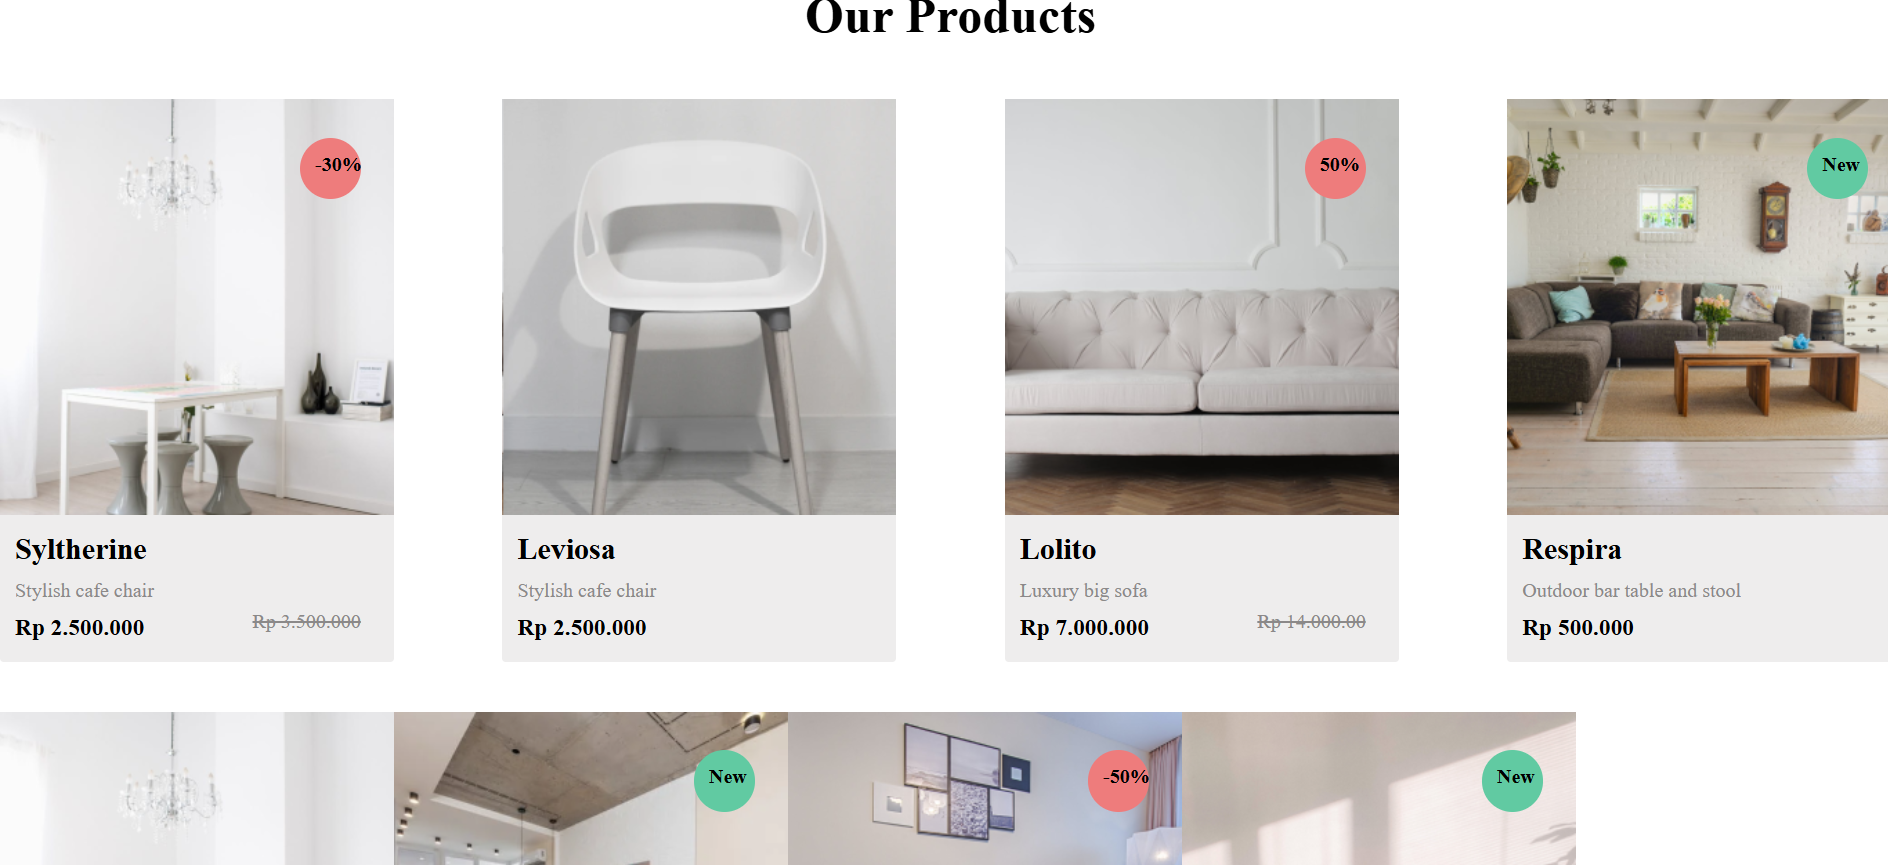 Our Products
-30%
50%
New
Syltherine
Stylish cafe chair
Rp 2.500.000
Rp 3.500.000
Leviosa
Stylish cafe chair
Rp 2.500.000
Lolito
Luxury big sofa
Rp 7.000.000
Rp 14.000.00
Respira
Outdoor bar table and stool
Rp 500.000
New
-50%
New